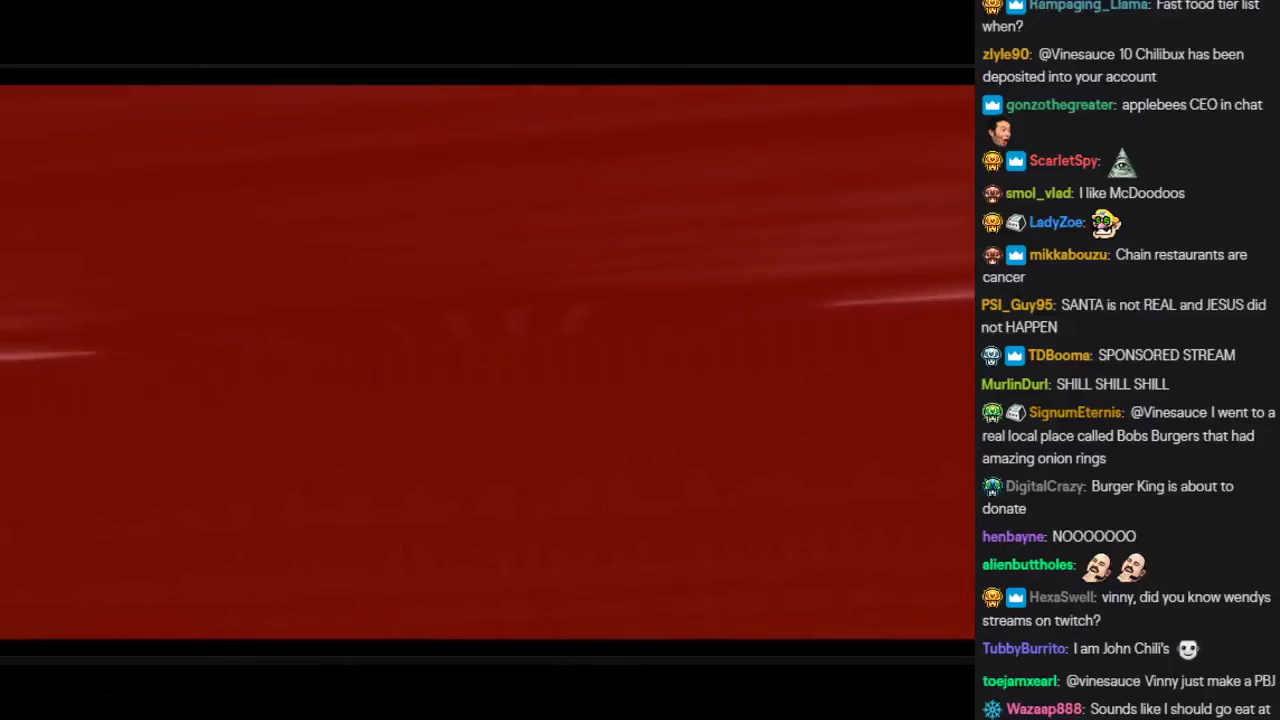 Rampaging_Llama: Fast food tier list
when?
zlyle90: @Vinesauce 10 Chilibux has been
deposited into your account
gonzothegreater: applebees CEO in chat
ScarletSpy:
smol_vlad: I like McDoodoos
LadyZoe:
mikkabouzu: Chain restaurants are
cancer
PSI_Guy95: SANTA is not REAL and JESUS did
not HAPPEN
TDBooma: SPONSORED STREAM
MurlinDurl: SHILL SHILL SHILL
SignumEternis: @Vinesauce I went to a
real local place called Bobs Burgers that had
amazing onion rings
DigitalCrazy: Burger King is about to
donate
henbayne: NOOOOOOO
alienbuttholes:
HexaSwell: vinny, did you know wendys
streams on twitch?
TubbyBurrito: I am John Chili's
toejamxearl: @vinesauce Vinny just make a PBJ
Wazaap888: Sounds like I should go eat at